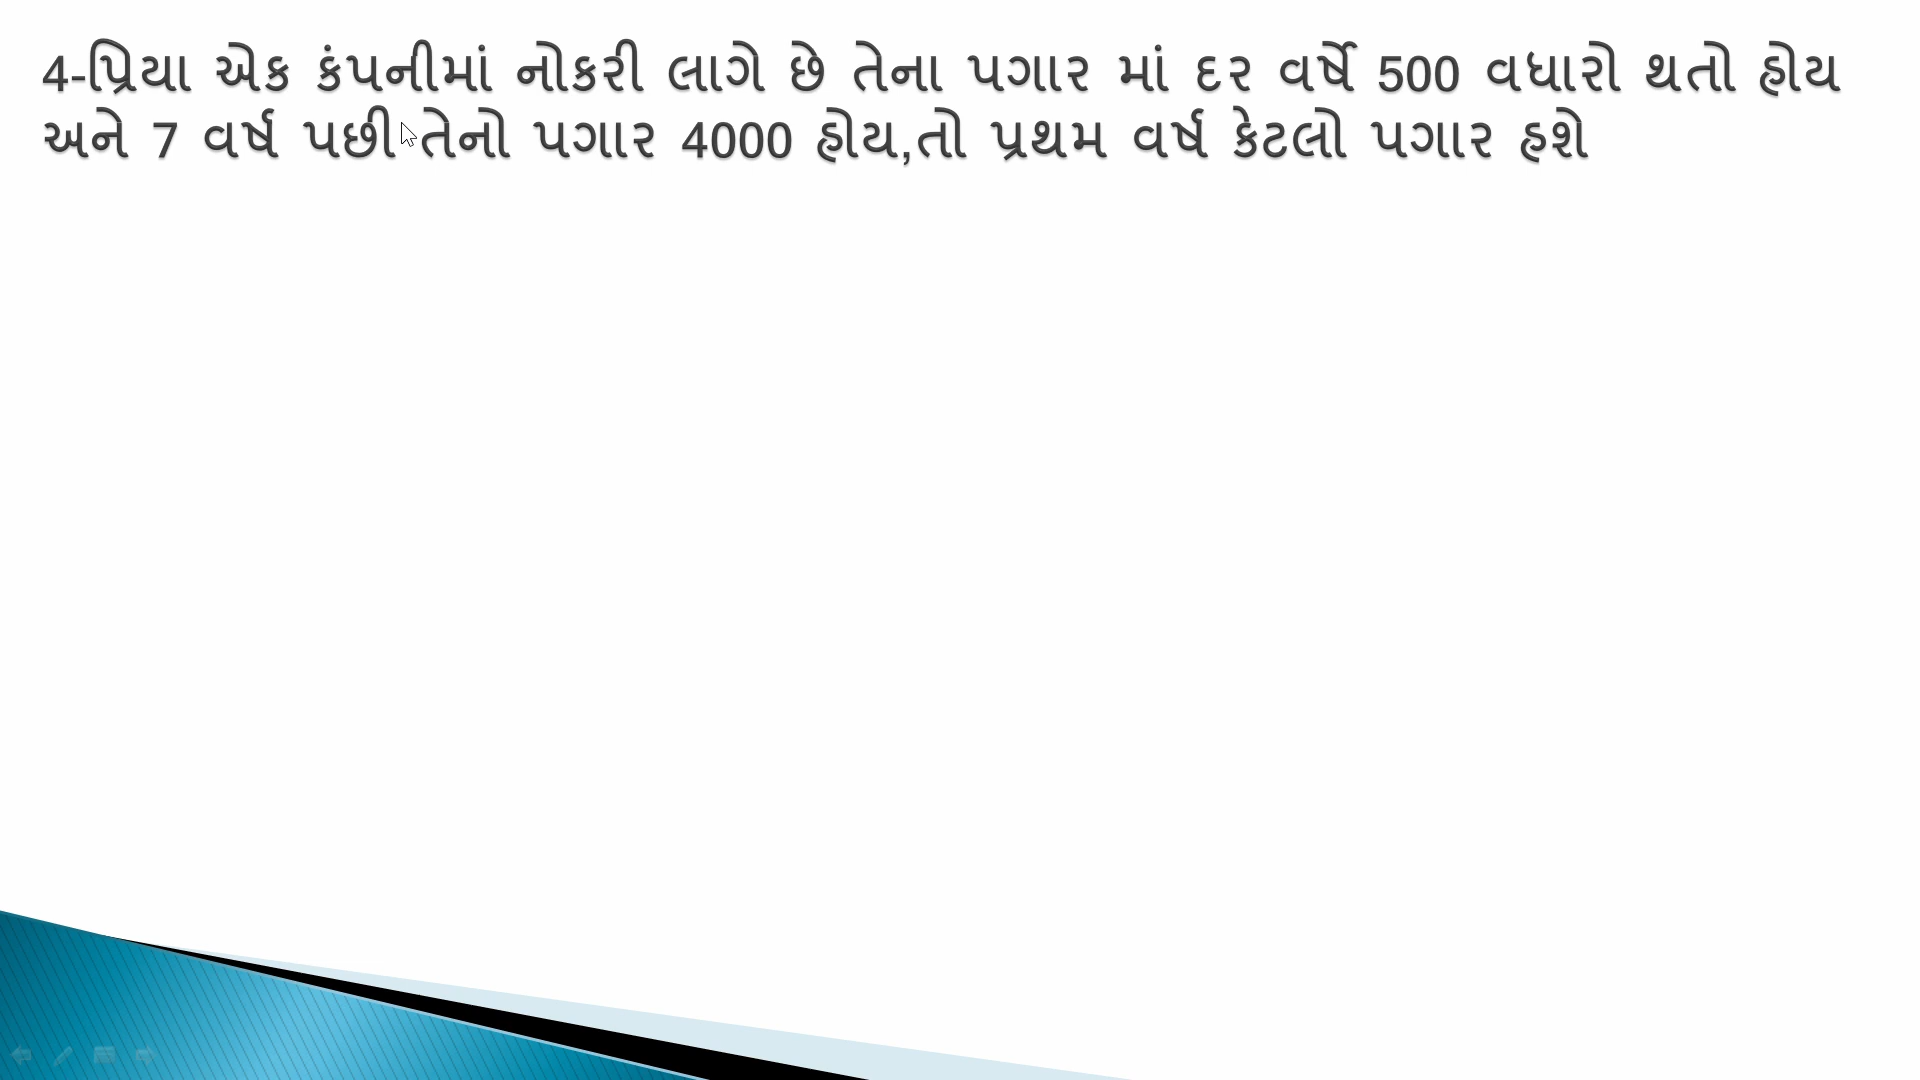 4-પ્રિયા એક કંપનીમાં નોકરી લાગે છે તેના પગાર માં દર વર્ષે 500 વધારો થતો હોય
અને 7 વર્ષ પછી તેનો પગાર 4000 હોય,તો પ્રથમ વર્ષ કેટલો પગાર હશે